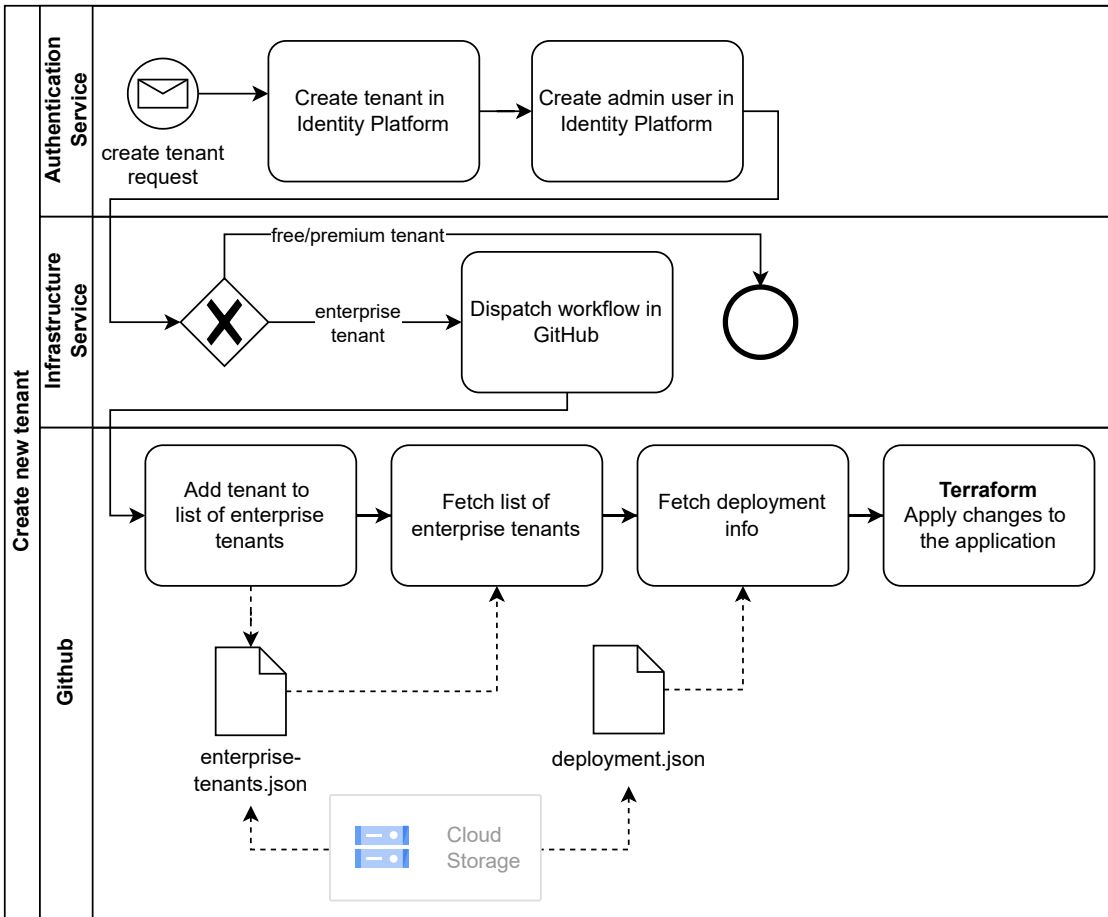 Create new tenant
Authentication
Service
create tenant
request
Create tenant in
Identity Platform
Create admin user in
Identity Platform
Infrastructure
Service
free/premium tenant
enterprise
tenant
Dispatch workflow in
GitHub
Github
Add tenant to
list of enterprise
tenants
Fetch list of
enterprise tenants
Fetch deployment
info
Terraform
Apply changes to
the application
enterprise-
tenants.json
deployment.json
Cloud
Storage